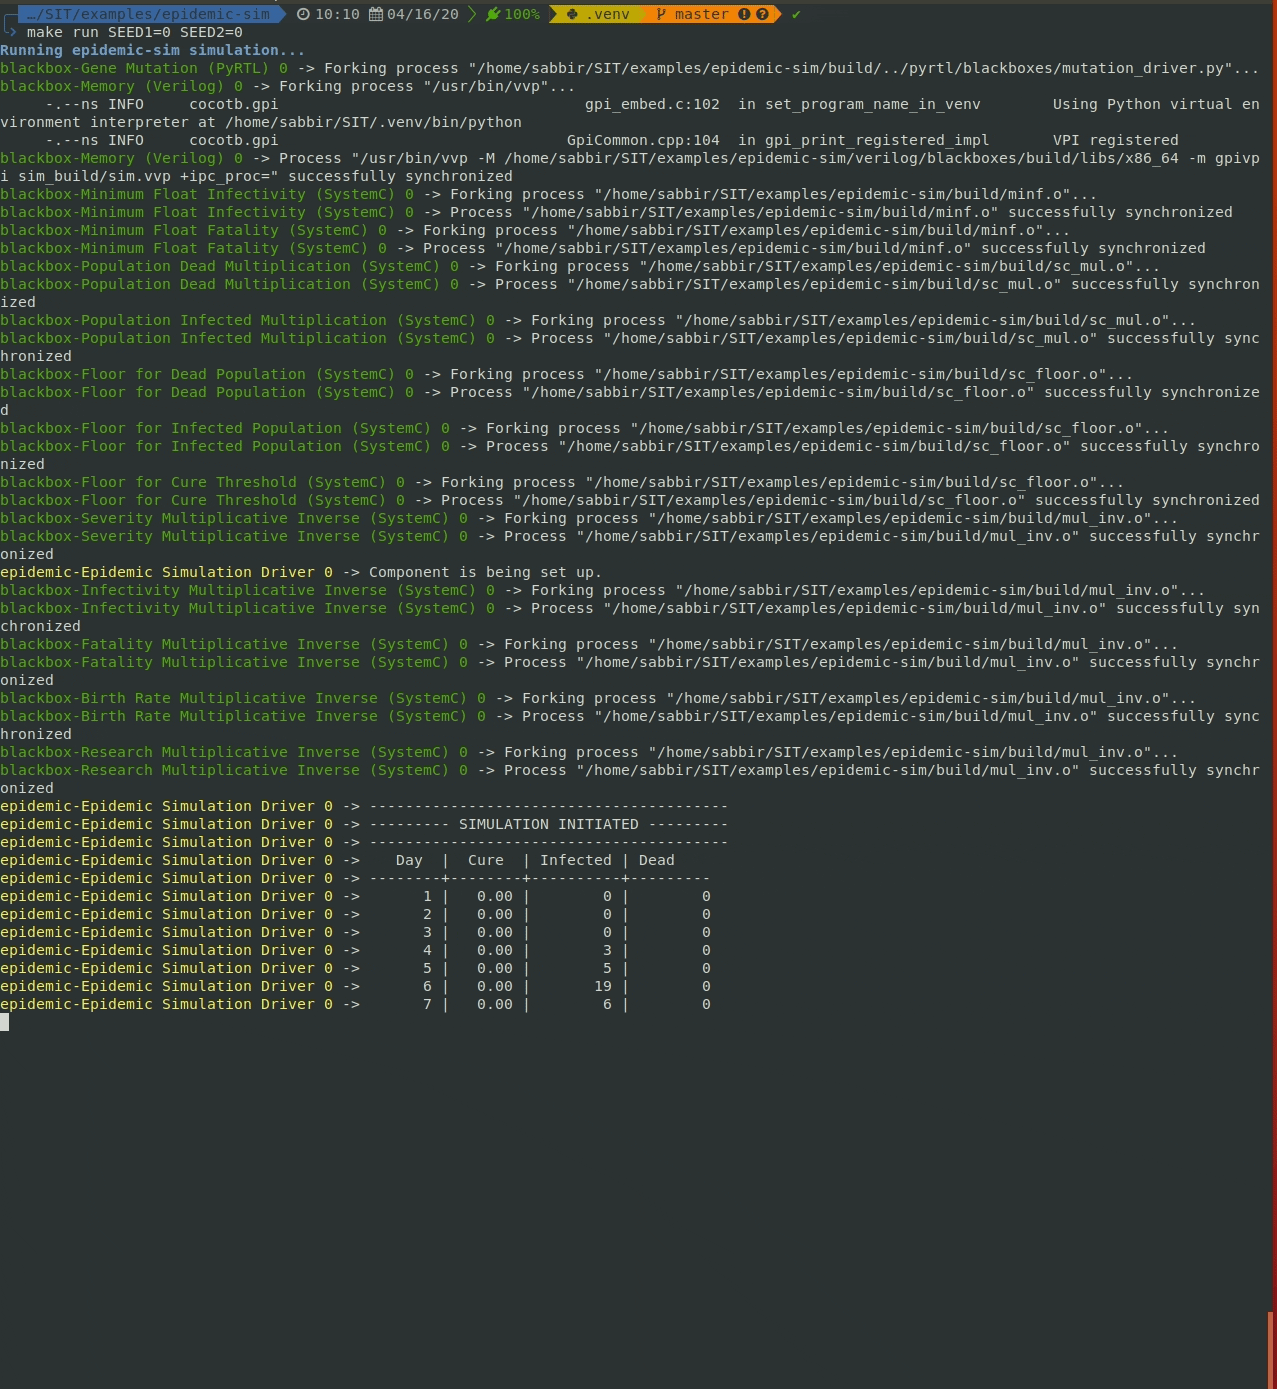 …/SIT/examples/epidemic-sim 10:10 04/16/20 100% .venv master ✔
make run SEED1=0 SEED2=0
Running epidemic-sim simulation...
blackbox-Gene Mutation (PyRTL) 0 -> Forking process "/home/sabbir/SIT/examples/epidemic-sim/build/../pyrtl/blackboxes/mutation_driver.py"...
blackbox-Memory (Verilog) 0 -> Forking process "/usr/bin/vvp"...
     -.--ns INFO     cocotb.gpi                                  gpi_embed.c:102  in set_program_name_in_venv        Using Python virtual en
vironment interpreter at /home/sabbir/SIT/.venv/bin/python
     -.--ns INFO     cocotb.gpi                                GpiCommon.cpp:104  in gpi_print_registered_impl       VPI registered
blackbox-Memory (Verilog) 0 -> Process "/usr/bin/vvp -M /home/sabbir/SIT/examples/epidemic-sim/verilog/blackboxes/build/libs/x86_64 -m gpivp
i sim_build/sim.vvp +ipc_proc=" successfully synchronized
blackbox-Minimum Float Infectivity (SystemC) 0 -> Forking process "/home/sabbir/SIT/examples/epidemic-sim/build/minf.o"...
blackbox-Minimum Float Infectivity (SystemC) 0 -> Process "/home/sabbir/SIT/examples/epidemic-sim/build/minf.o" successfully synchronized
blackbox-Minimum Float Fatality (SystemC) 0 -> Forking process "/home/sabbir/SIT/examples/epidemic-sim/build/minf.o"...
blackbox-Minimum Float Fatality (SystemC) 0 -> Process "/home/sabbir/SIT/examples/epidemic-sim/build/minf.o" successfully synchronized
blackbox-Population Dead Multiplication (SystemC) 0 -> Forking process "/home/sabbir/SIT/examples/epidemic-sim/build/sc_mul.o"...
blackbox-Population Dead Multiplication (SystemC) 0 -> Process "/home/sabbir/SIT/examples/epidemic-sim/build/sc_mul.o" successfully synchron
ized
blackbox-Population Infected Multiplication (SystemC) 0 -> Forking process "/home/sabbir/SIT/examples/epidemic-sim/build/sc_mul.o"...
blackbox-Population Infected Multiplication (SystemC) 0 -> Process "/home/sabbir/SIT/examples/epidemic-sim/build/sc_mul.o" successfully sync
hronized
blackbox-Floor for Dead Population (SystemC) 0 -> Forking process "/home/sabbir/SIT/examples/epidemic-sim/build/sc_floor.o"...
blackbox-Floor for Dead Population (SystemC) 0 -> Process "/home/sabbir/SIT/examples/epidemic-sim/build/sc_floor.o" successfully synchronize
d
blackbox-Floor for Infected Population (SystemC) 0 -> Forking process "/home/sabbir/SIT/examples/epidemic-sim/build/sc_floor.o"...
blackbox-Floor for Infected Population (SystemC) 0 -> Process "/home/sabbir/SIT/examples/epidemic-sim/build/sc_floor.o" successfully synchro
nized
blackbox-Floor for Cure Threshold (SystemC) 0 -> Forking process "/home/sabbir/SIT/examples/epidemic-sim/build/sc_floor.o"...
blackbox-Floor for Cure Threshold (SystemC) 0 -> Process "/home/sabbir/SIT/examples/epidemic-sim/build/sc_floor.o" successfully synchronized
blackbox-Severity Multiplicative Inverse (SystemC) 0 -> Forking process "/home/sabbir/SIT/examples/epidemic-sim/build/mul_inv.o"...
blackbox-Severity Multiplicative Inverse (SystemC) 0 -> Process "/home/sabbir/SIT/examples/epidemic-sim/build/mul_inv.o" successfully synchr
onized
epidemic-Epidemic Simulation Driver 0 -> Component is being set up.
blackbox-Infectivity Multiplicative Inverse (SystemC) 0 -> Forking process "/home/sabbir/SIT/examples/epidemic-sim/build/mul_inv.o"...
blackbox-Infectivity Multiplicative Inverse (SystemC) 0 -> Process "/home/sabbir/SIT/examples/epidemic-sim/build/mul_inv.o" successfully syn
chronized
blackbox-Fatality Multiplicative Inverse (SystemC) 0 -> Forking process "/home/sabbir/SIT/examples/epidemic-sim/build/mul_inv.o"...
blackbox-Fatality Multiplicative Inverse (SystemC) 0 -> Process "/home/sabbir/SIT/examples/epidemic-sim/build/mul_inv.o" successfully synchr
onized
blackbox-Birth Rate Multiplicative Inverse (SystemC) 0 -> Forking process "/home/sabbir/SIT/examples/epidemic-sim/build/mul_inv.o"...
blackbox-Birth Rate Multiplicative Inverse (SystemC) 0 -> Process "/home/sabbir/SIT/examples/epidemic-sim/build/mul_inv.o" successfully sync
hronized
blackbox-Research Multiplicative Inverse (SystemC) 0 -> Forking process "/home/sabbir/SIT/examples/epidemic-sim/build/mul_inv.o"...
blackbox-Research Multiplicative Inverse (SystemC) 0 -> Process "/home/sabbir/SIT/examples/epidemic-sim/build/mul_inv.o" successfully synchr
onized
epidemic-Epidemic Simulation Driver 0 -> ----------------------------------------
epidemic-Epidemic Simulation Driver 0 -> --------- SIMULATION INITIATED ---------
epidemic-Epidemic Simulation Driver 0 -> ----------------------------------------
epidemic-Epidemic Simulation Driver 0 ->    Day  |  Cure  | Infected | Dead
epidemic-Epidemic Simulation Driver 0 -> --------+--------+----------+---------
epidemic-Epidemic Simulation Driver 0 ->       1 |   0.00 |        0 |        0
epidemic-Epidemic Simulation Driver 0 ->       2 |   0.00 |        0 |        0
epidemic-Epidemic Simulation Driver 0 ->       3 |   0.00 |        0 |        0
epidemic-Epidemic Simulation Driver 0 ->       4 |   0.00 |        3 |        0
epidemic-Epidemic Simulation Driver 0 ->       5 |   0.00 |        5 |        0
epidemic-Epidemic Simulation Driver 0 ->       6 |   0.00 |       19 |        0
epidemic-Epidemic Simulation Driver 0 ->       7 |   0.00 |        6 |        0